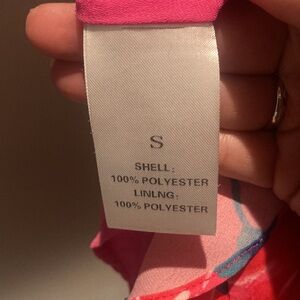 S
SHELL:
100% POLYESTER
LINLNG:
100% POLYESTER